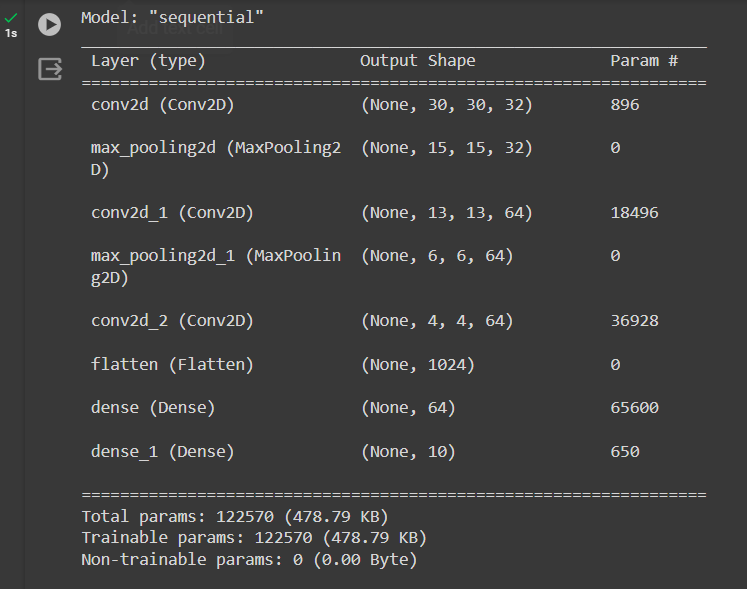 Model: "sequential"
1s
Add text cell
_________________________________________________________________
Layer (type) Output Shape Param #
=================================================================
conv2d (Conv2D) (None, 30, 30, 32) 896
max_pooling2d (MaxPooling2 (None, 15, 15, 32) 0
D)
conv2d_1 (Conv2D) (None, 13, 13, 64) 18496
max_pooling2d_1 (MaxPoolin (None, 6, 6, 64) 0
g2D)
conv2d_2 (Conv2D) (None, 4, 4, 64) 36928
flatten (Flatten) (None, 1024) 0
dense (Dense) (None, 64) 65600
dense_1 (Dense) (None, 10) 650
=================================================================
Total params: 122570 (478.79 KB)
Trainable params: 122570 (478.79 KB)
Non-trainable params: 0 (0.00 Byte)